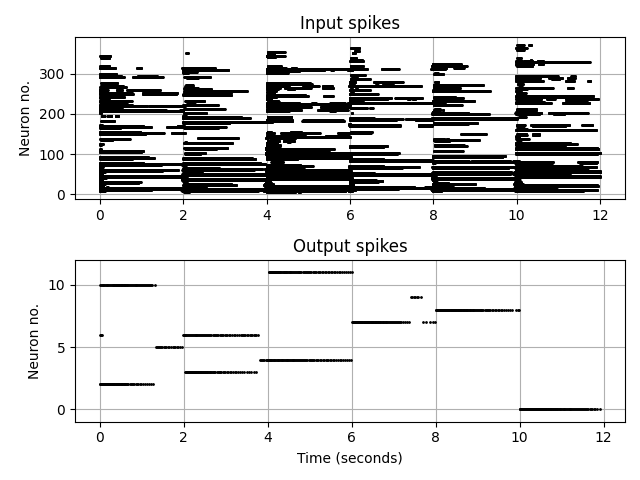 Input spikes
Neuron no.
300
200
100
0
0 2 4 6 8 10 12
Output spikes
Neuron no.
10
5
0
0 2 4 6 8 10 12
Time (seconds)